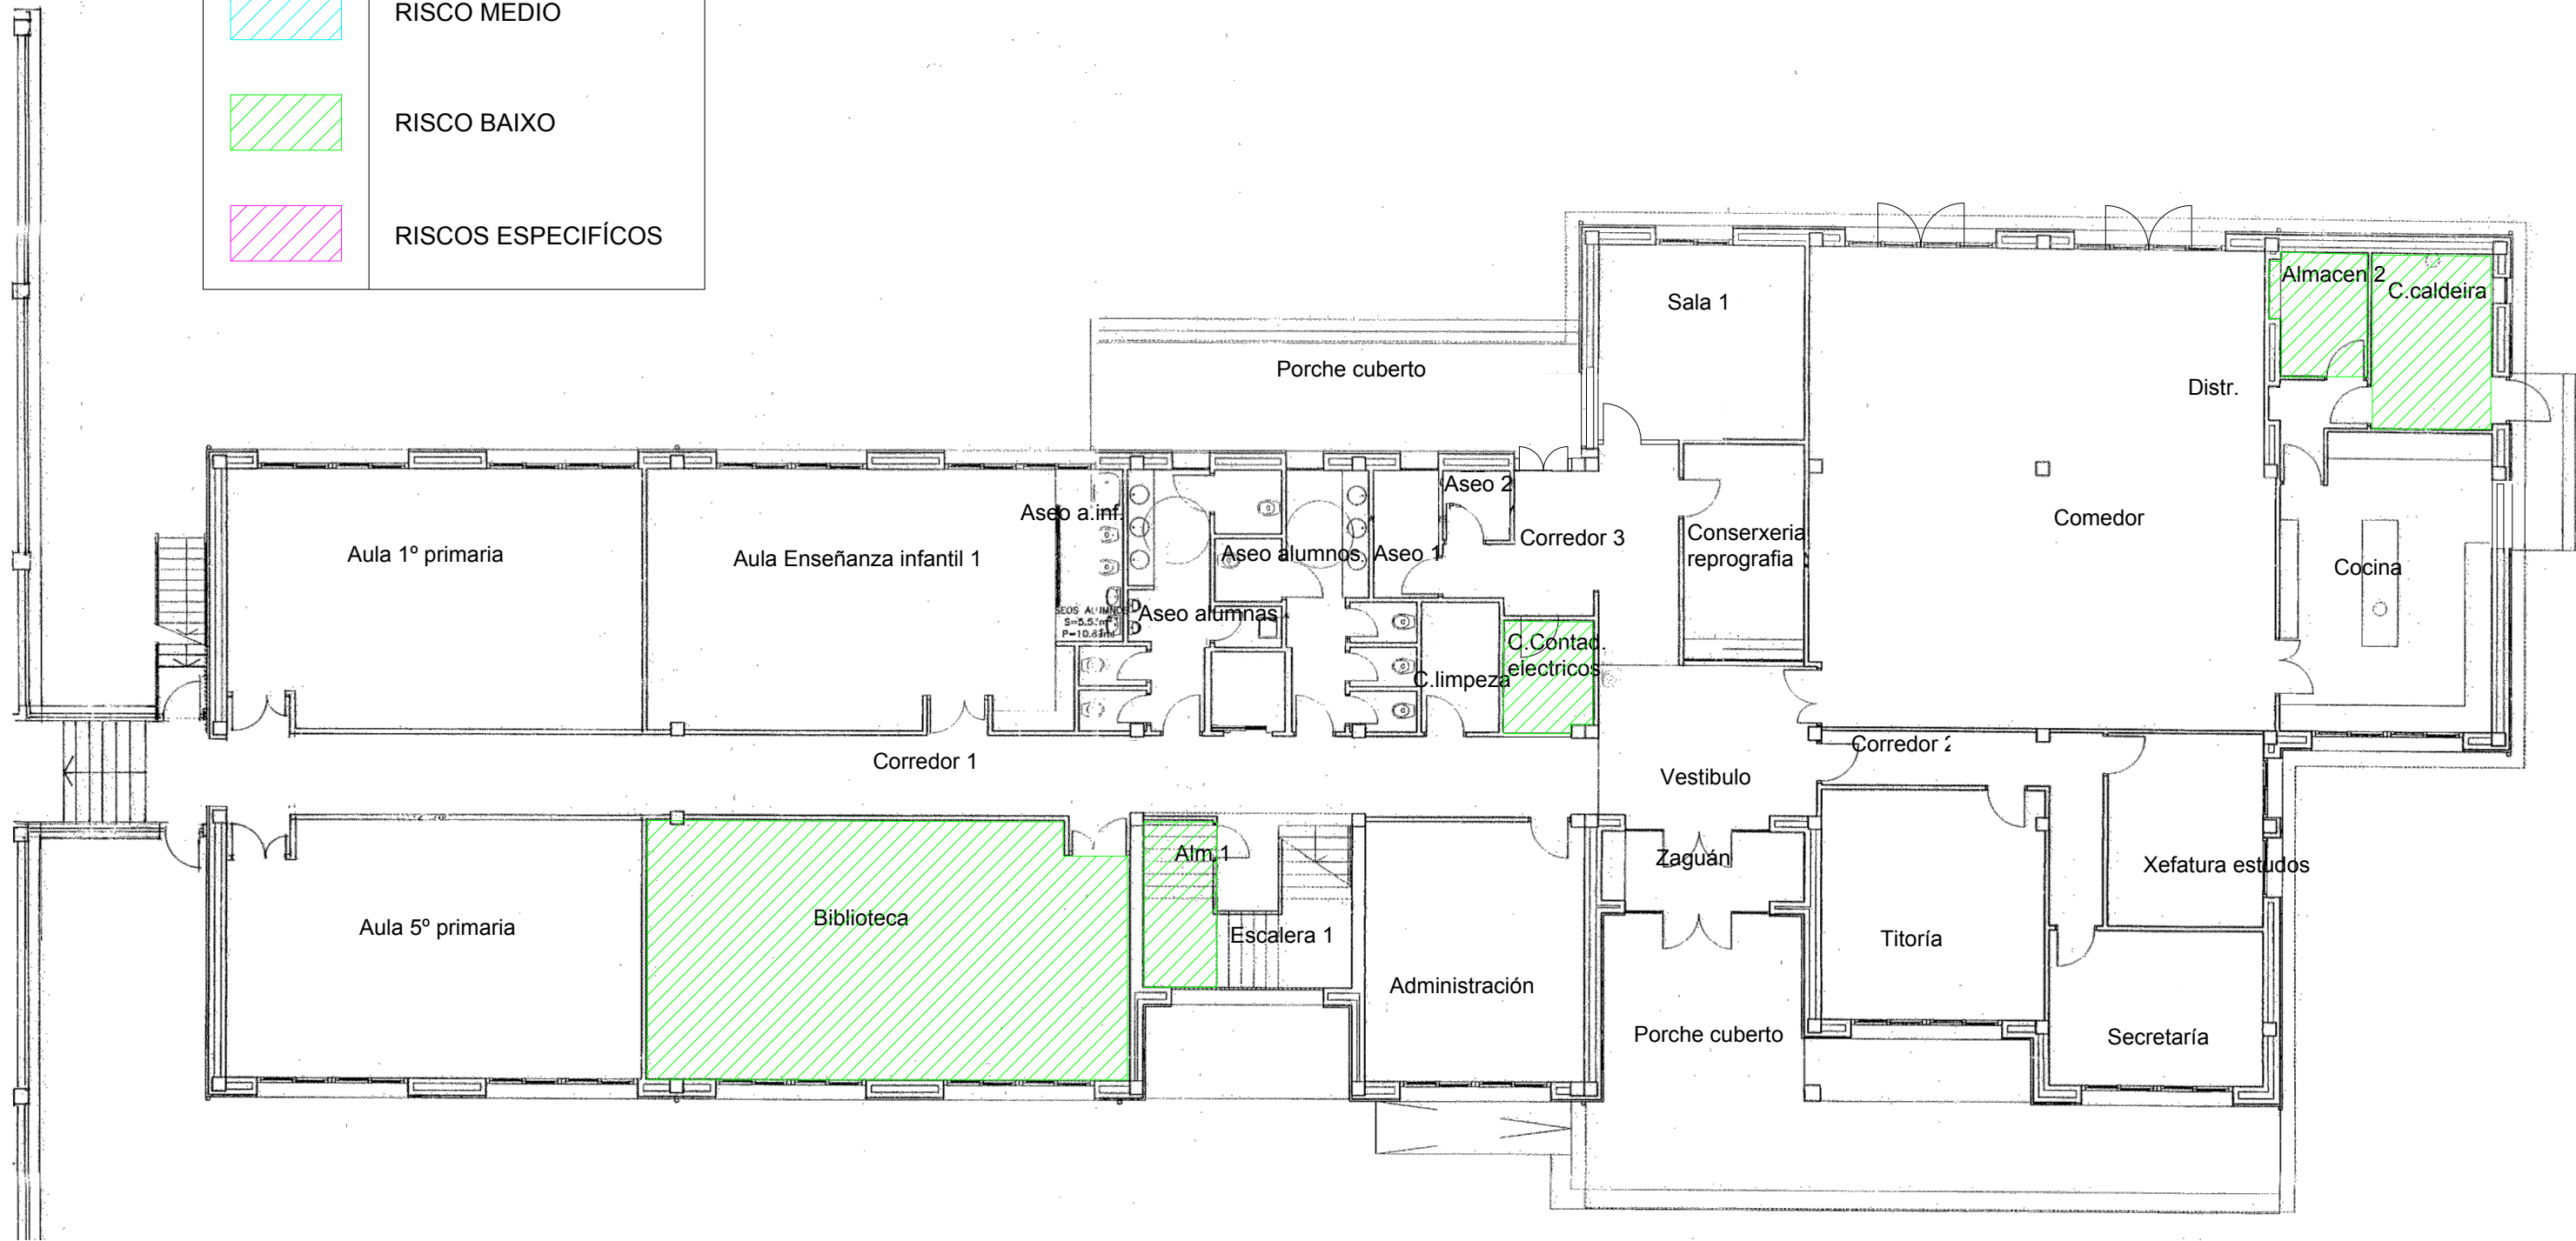 RISCO MEDIO
RISCO BAIXO
RISCOS ESPECIFÍCOS
Almacen 2
C.caldeira
Sala 1
Porche cuberto
Distr.
Aseo 2
Aseo a.inf.
Comedor
Corredor 3
Conserxeria
reprografia
Aula 1º primaria
Aula Enseñanza infantil 1
Aseo alumnos
Aseo 1
Cocina
Aseo alumnas
C.Contad.
electricos
C.limpeza
Corredor 2
Corredor 1
Vestibulo
Alm.1
Zaguán
Xefatura estudos
Biblioteca
Aula 5º primaria
Escalera 1
Titoría
Administración
Porche cuberto
Secretaría